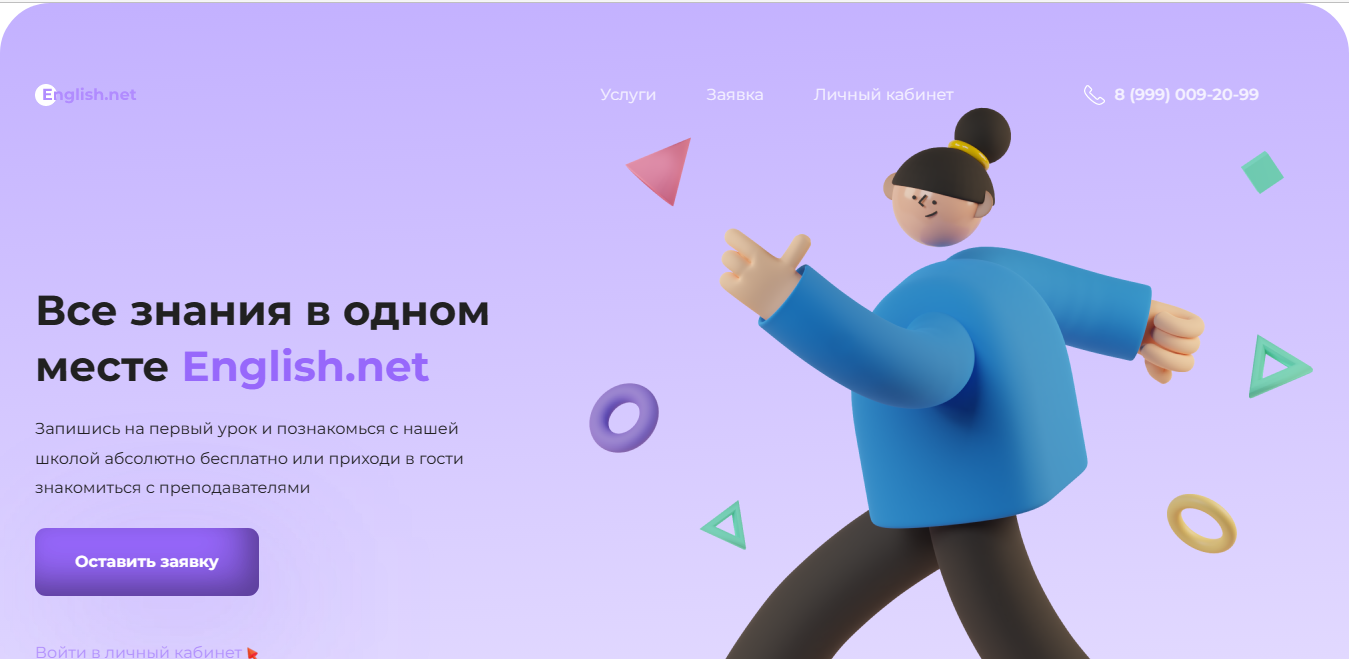 English.net
Услуги
Заявка
Личный кабинет
8 (999) 009-20-99
Все знания в одном
месте English.net
Запишись на первый урок и познакомься с нашей
школой абсолютно бесплатно или приходи в гости
знакомиться с преподавателями
Оставить заявку
Войти в личный кабинет